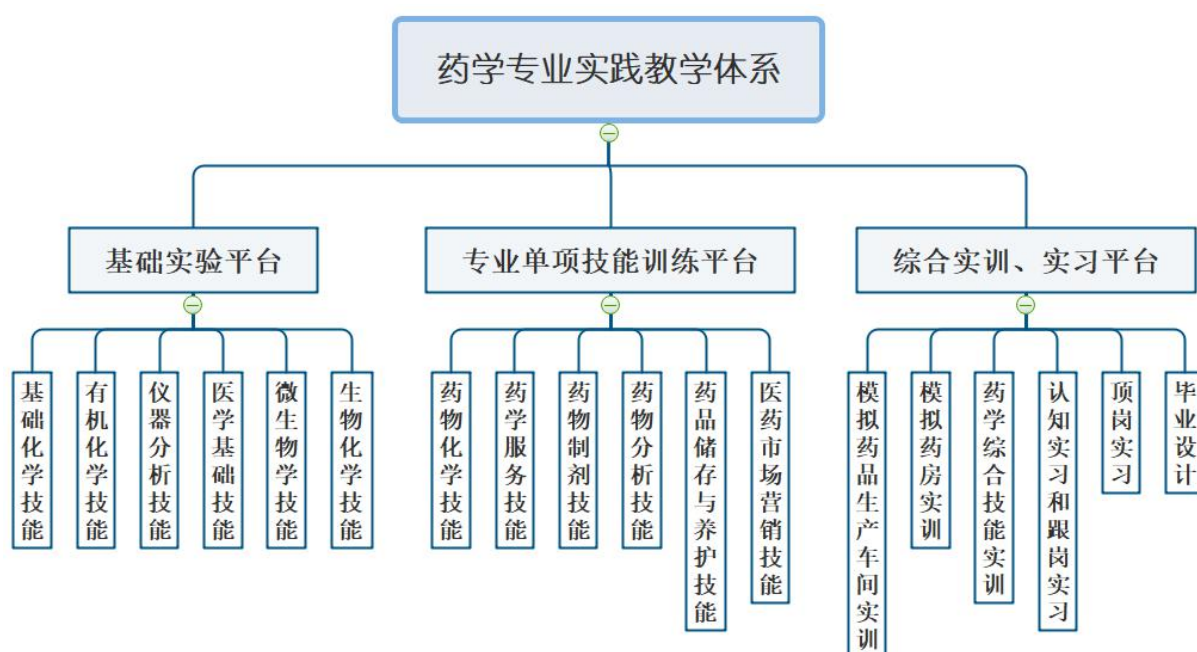 药学专业实践教学体系
基础实验平台
专业单项技能训练平台
综合实训、实习平台
基础化学技能
有机化学技能
仪器分析技能
医学基础技能
微生物学技能
生物化学技能
药物化学技能
药学服务技能
药物制剂技能
药物分析技能
药品储存与养护技能
医药市场营销技能
模拟药品生产车间实训
模拟药房实训
药学综合技能实训
认知实习和跟岗实习
顶岗实习
毕业设计